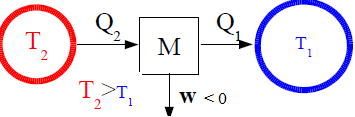 Q₂ Q₁
T₂ M T₁
T₂>T₁ w < 0